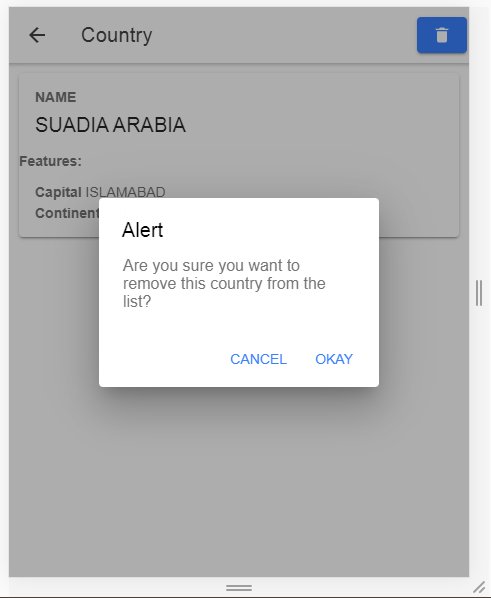 Country
NAME
SUADIA ARABIA
Features:
Capital ISLAMABAD
Continent
Alert
Are you sure you want to
remove this country from the
list?
CANCEL OKAY